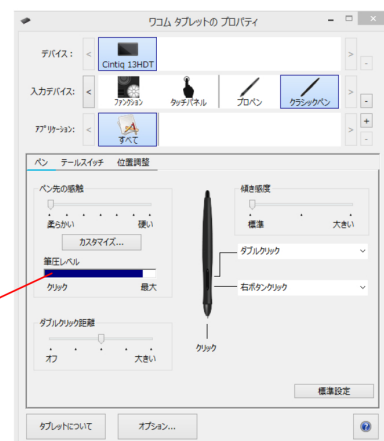 ワコム タブレットの プロパティ
デバイス:
Cintiq 13HDT
入力デバイス:
ファンクション
タッチパネル
プロペン
クラシックペン
アプリケーション:
すべて
ペン
テールスイッチ
位置調整
ペン先の感触
柔らかい
硬い
カスタマイズ...
筆圧レベル
クリック
最大
ダブルクリック距離
オフ
大きい
傾き感度
標準
大きい
ダブルクリック
右ボタンクリック
クリック
標準設定
タブレットについて
オプション...